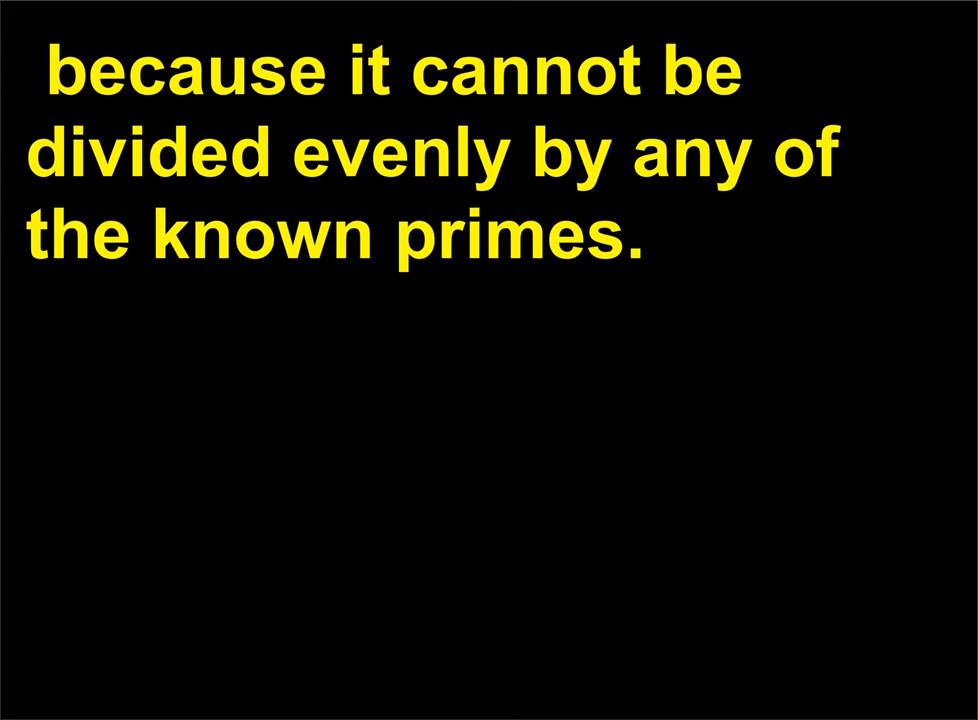 because it cannot be
divided evenly by any of
the known primes.